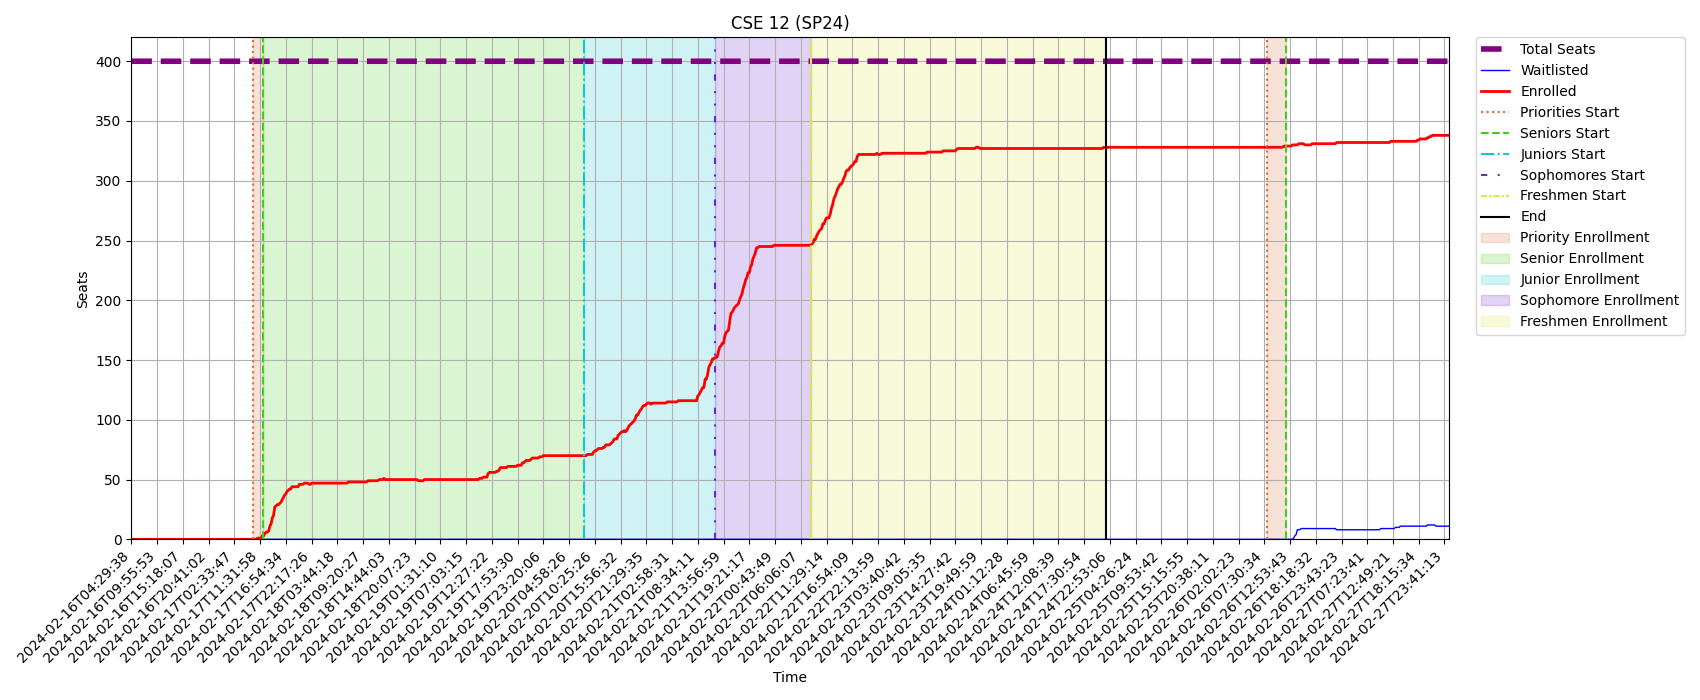 CSE 12 (SP24)
Seats
400
350
300
250
200
150
100
50
0
2024-02-16T04:29:38
2024-02-16T09:55:53
2024-02-16T15:18:07
2024-02-16T20:41:02
2024-02-17T02:33:47
2024-02-17T11:31:58
2024-02-17T16:54:34
2024-02-17T22:17:26
2024-02-18T03:44:18
2024-02-18T09:20:27
2024-02-18T14:44:03
2024-02-18T20:07:23
2024-02-19T01:31:10
2024-02-19T07:03:15
2024-02-19T12:27:22
2024-02-19T17:53:30
2024-02-19T23:20:06
2024-02-20T04:58:26
2024-02-20T10:25:26
2024-02-20T15:56:32
2024-02-20T21:29:35
2024-02-21T02:58:31
2024-02-21T08:34:11
2024-02-21T13:56:59
2024-02-21T19:21:17
2024-02-22T00:43:49
2024-02-22T06:06:07
2024-02-22T11:29:14
2024-02-22T16:54:09
2024-02-22T22:13:59
2024-02-23T03:40:42
2024-02-23T09:05:35
2024-02-23T14:27:42
2024-02-23T19:49:59
2024-02-24T01:12:28
2024-02-24T06:45:59
2024-02-24T12:08:39
2024-02-24T17:30:54
2024-02-24T22:53:06
2024-02-25T04:26:24
2024-02-25T09:53:42
2024-02-25T15:15:55
2024-02-25T20:38:11
2024-02-26T02:02:23
2024-02-26T07:30:34
2024-02-26T12:53:43
2024-02-26T18:18:32
2024-02-26T23:43:23
2024-02-27T07:23:41
2024-02-27T12:49:21
2024-02-27T18:15:34
2024-02-27T23:41:13
Time
Total Seats
Waitlisted
Enrolled
Priorities Start
Seniors Start
Juniors Start
Sophomores Start
Freshmen Start
End
Priority Enrollment
Senior Enrollment
Junior Enrollment
Sophomore Enrollment
Freshmen Enrollment